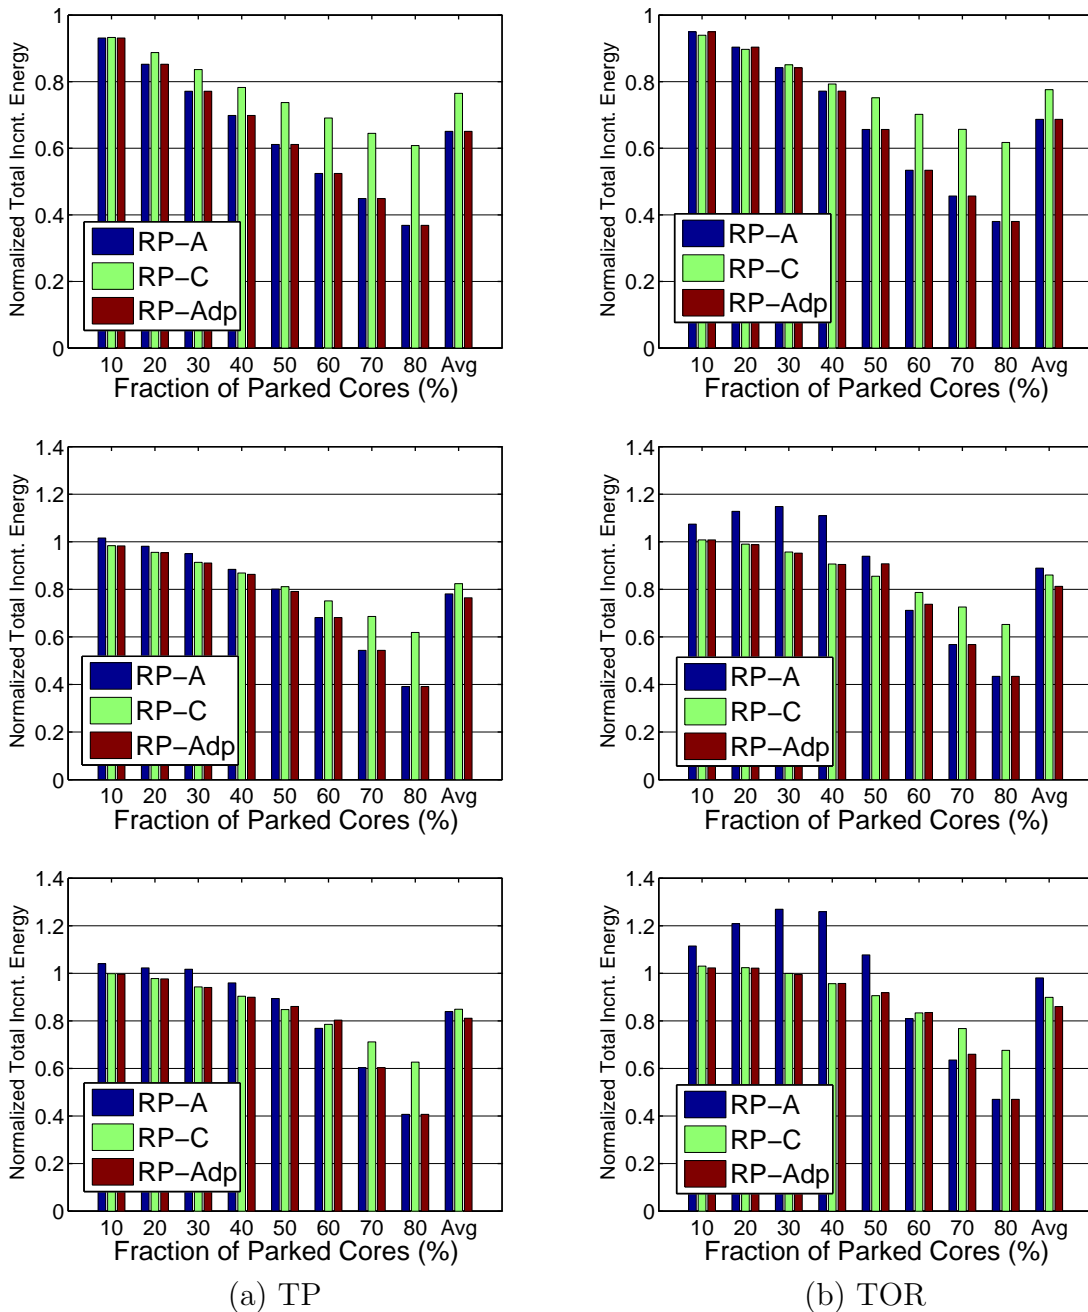 Normalized Total Incnt. Energy
1
0.8
0.6
0.4
0.2
0
RP−A
RP−C
RP−Adp
10 20 30 40 50 60 70 80 Avg
Fraction of Parked Cores (%)
Normalized Total Incnt. Energy
1
0.8
0.6
0.4
0.2
0
RP−A
RP−C
RP−Adp
10 20 30 40 50 60 70 80 Avg
Fraction of Parked Cores (%)
Normalized Total Incnt. Energy
1.4
1.2
1
0.8
0.6
0.4
0.2
0
RP−A
RP−C
RP−Adp
10 20 30 40 50 60 70 80 Avg
Fraction of Parked Cores (%)
Normalized Total Incnt. Energy
1.4
1.2
1
0.8
0.6
0.4
0.2
0
RP−A
RP−C
RP−Adp
10 20 30 40 50 60 70 80 Avg
Fraction of Parked Cores (%)
Normalized Total Incnt. Energy
1.4
1.2
1
0.8
0.6
0.4
0.2
0
RP−A
RP−C
RP−Adp
10 20 30 40 50 60 70 80 Avg
Fraction of Parked Cores (%)
Normalized Total Incnt. Energy
1.4
1.2
1
0.8
0.6
0.4
0.2
0
RP−A
RP−C
RP−Adp
10 20 30 40 50 60 70 80 Avg
Fraction of Parked Cores (%)
(a) TP
(b) TOR